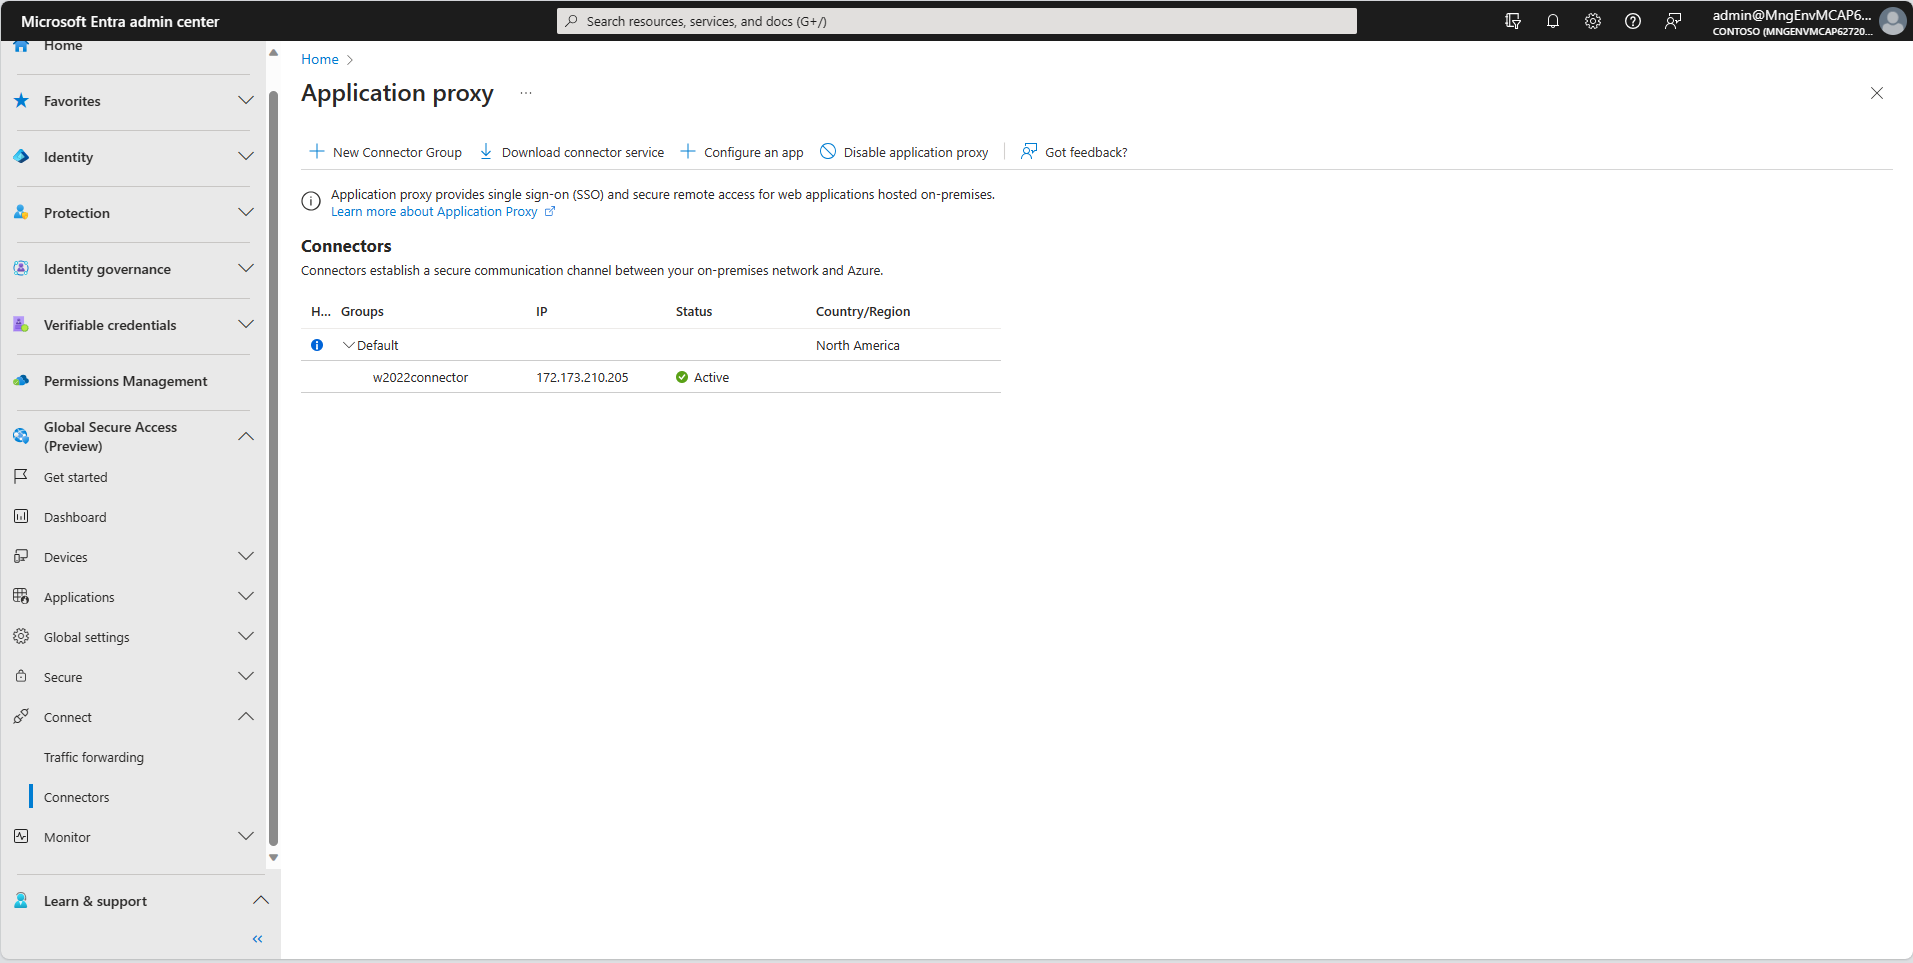 Microsoft Entra admin center
Search resources, services, and docs (G+/)
admin@MngEnvMCAP6...
CONTOSO (MNGENVMCAP62720...
Home
Favorites
Identity
Protection
Identity governance
Verifiable credentials
Permissions Management
Global Secure Access
(Preview)
Get started
Dashboard
Devices
Applications
Global settings
Secure
Connect
Traffic forwarding
Connectors
Monitor
Learn & support
Home
Application proxy
New Connector Group
Download connector service
Configure an app
Disable application proxy
Got feedback?
Application proxy provides single sign-on (SSO) and secure remote access for web applications hosted on-premises.
Learn more about Application Proxy
Connectors
Connectors establish a secure communication channel between your on-premises network and Azure.
H... Groups IP Status Country/Region
Default North America
w2022connector 172.173.210.205 Active